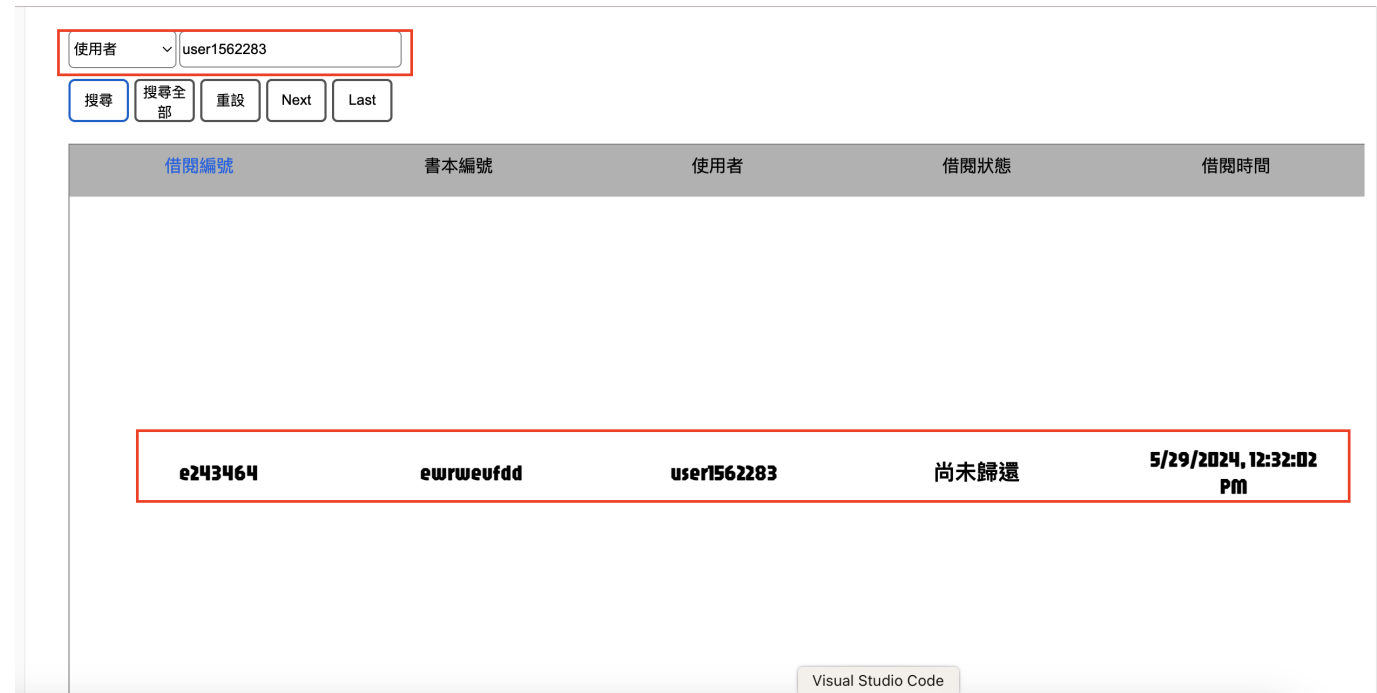 使用者 user1562283
搜尋 搜尋全部 重設 Next Last
借閱編號 書本編號 使用者 借閱狀態 借閱時間
e243464 ewrweufdd user1562283 尚未歸還 5/29/2024, 12:32:02 PM
Visual Studio Code